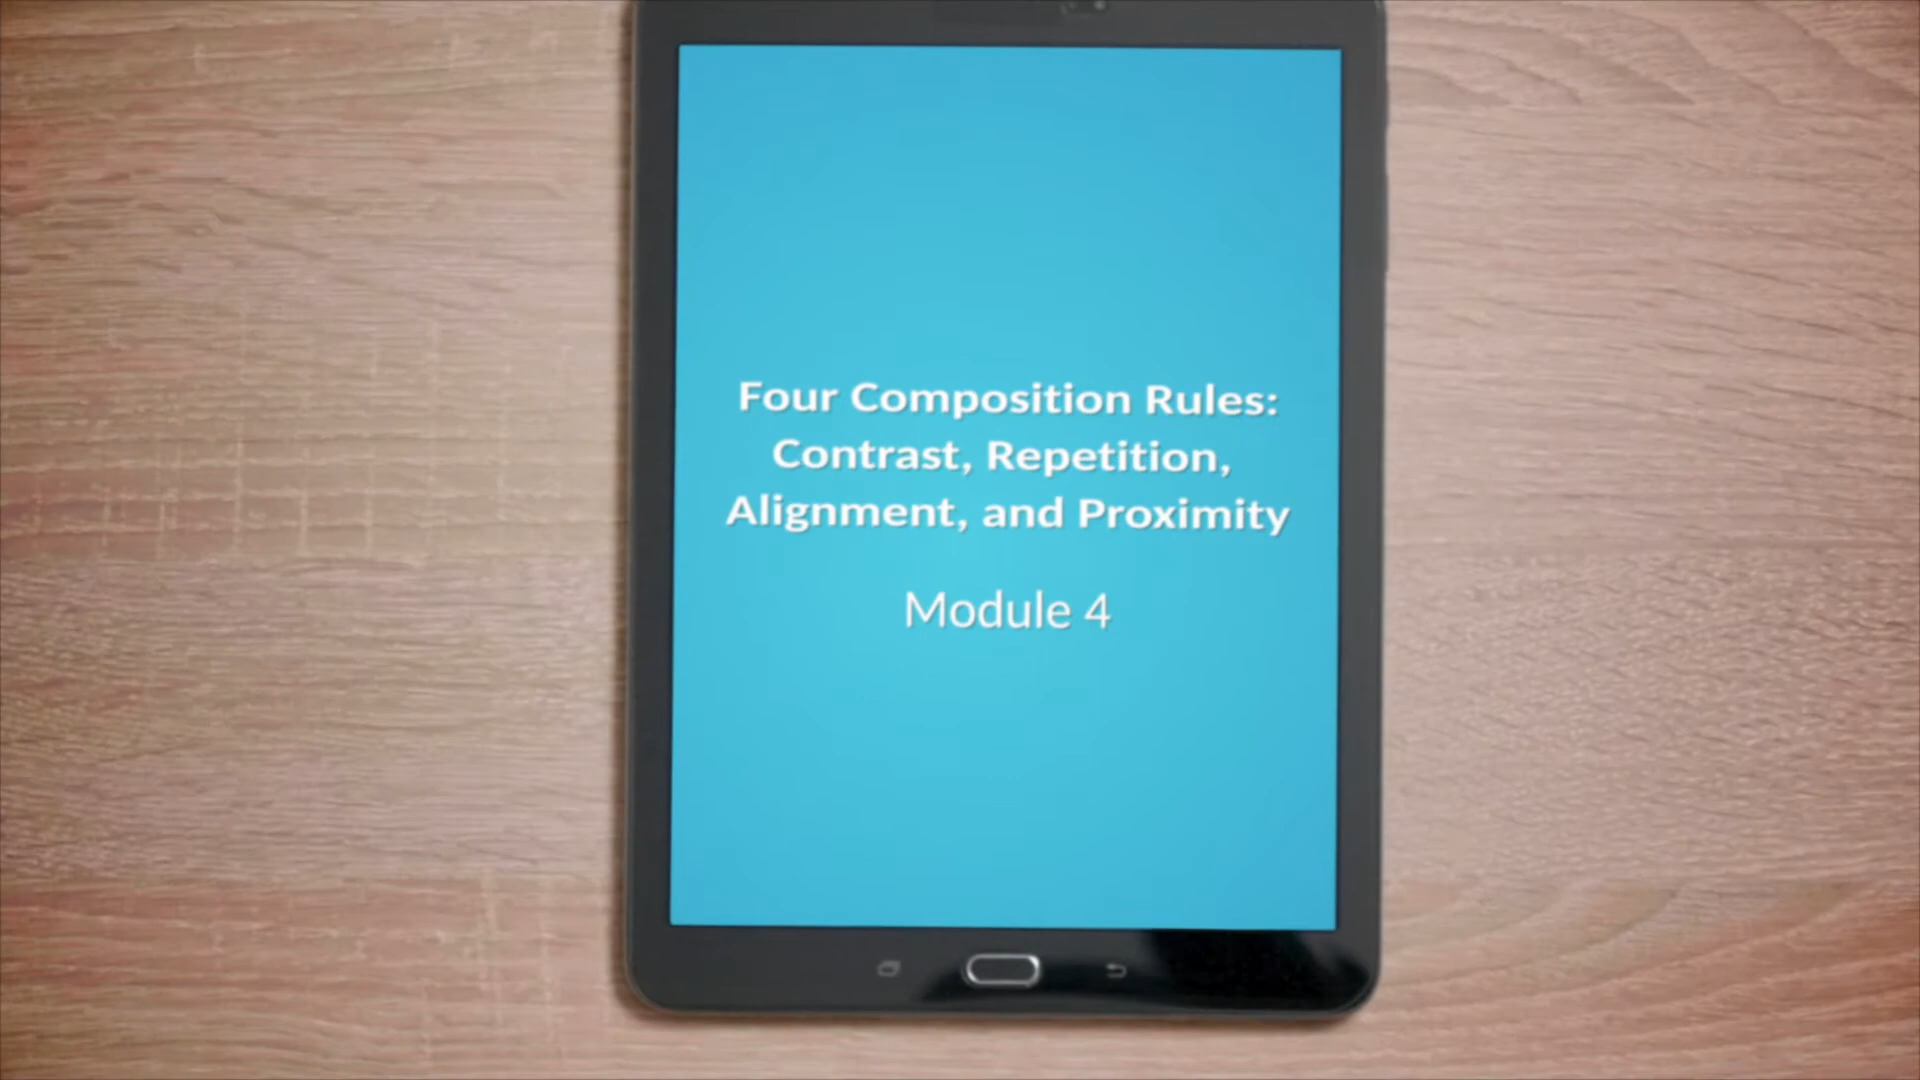 Four Composition Rules:
Contrast, Repetition,
Alignment, and Proximity
Module 4